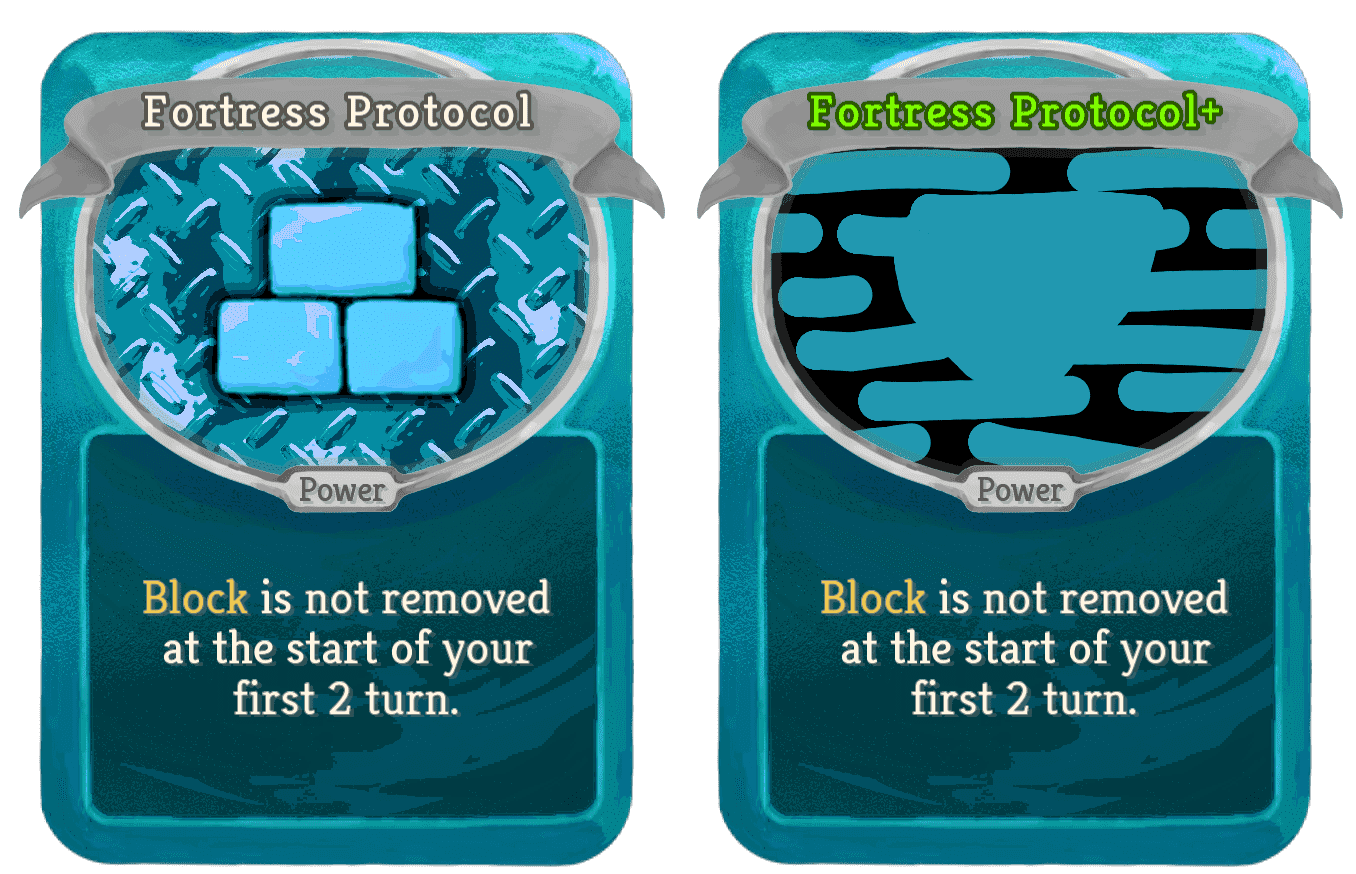 Fortress Protocol
Power
Block is not removed
at the start of your
first 2 turn.
Fortress Protocol+
Power
Block is not removed
at the start of your
first 2 turn.